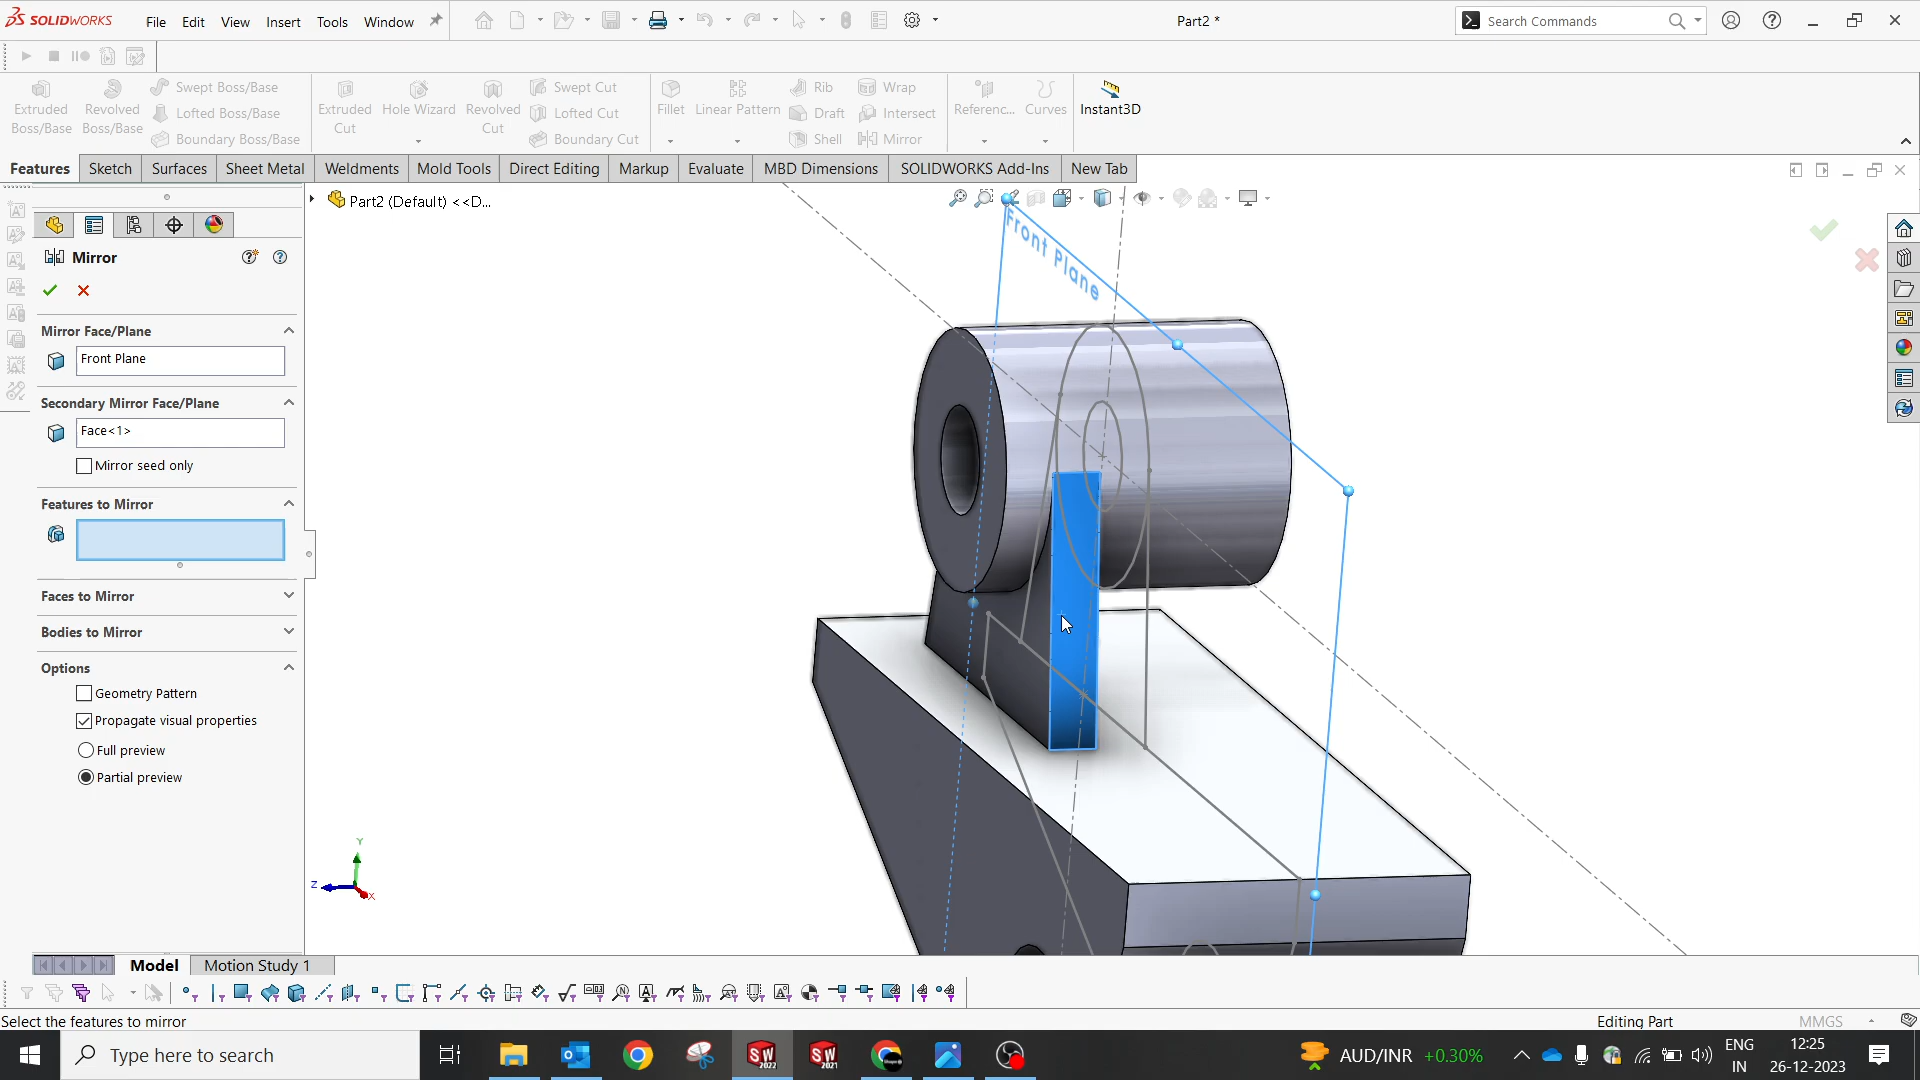 SOLIDWORKS
File Edit View Insert Tools Window
Part2 *
Search Commands
Extruded Boss/Base
Revolved Boss/Base
Swept Boss/Base
Lofted Boss/Base
Boundary Boss/Base
Extruded Cut
Hole Wizard
Revolved Cut
Swept Cut
Lofted Cut
Boundary Cut
Fillet
Linear Pattern
Rib
Draft
Shell
Wrap
Intersect
Mirror
Referenc...
Curves
Instant3D
Features Sketch Surfaces Sheet Metal Weldments Mold Tools Direct Editing Markup Evaluate MBD Dimensions SOLIDWORKS Add-Ins New Tab
Part2 (Default) <<D...
Mirror
Mirror Face/Plane
Front Plane
Secondary Mirror Face/Plane
Face<1>
Mirror seed only
Features to Mirror
Faces to Mirror
Bodies to Mirror
Options
Geometry Pattern
Propagate visual properties
Full preview
Partial preview
Front Plane
Y
Z
X
Model Motion Study 1
Select the features to mirror
Editing Part
MMGS
Type here to search
SW 2022
SW 2021
AUD/INR +0.30%
ENG
IN
12:25
26-12-2023